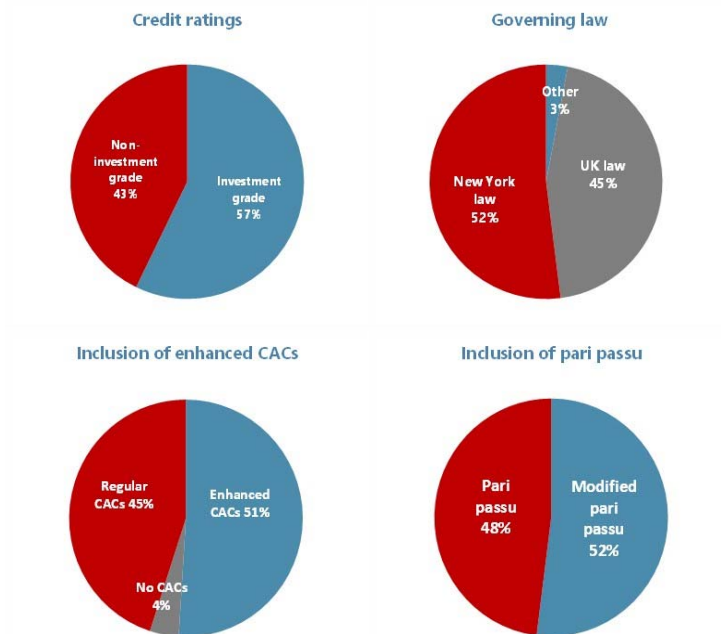 Credit ratings
Non-
investment
grade
43%
Investment
grade
57%
Governing law
Other
3%
UK law
45%
New York
law
52%
Inclusion of enhanced CACs
Regular
CACs 45%
Enhanced
CACs 51%
No CACs
4%
Inclusion of pari passu
Pari
passu
48%
Modified
pari
passu
52%